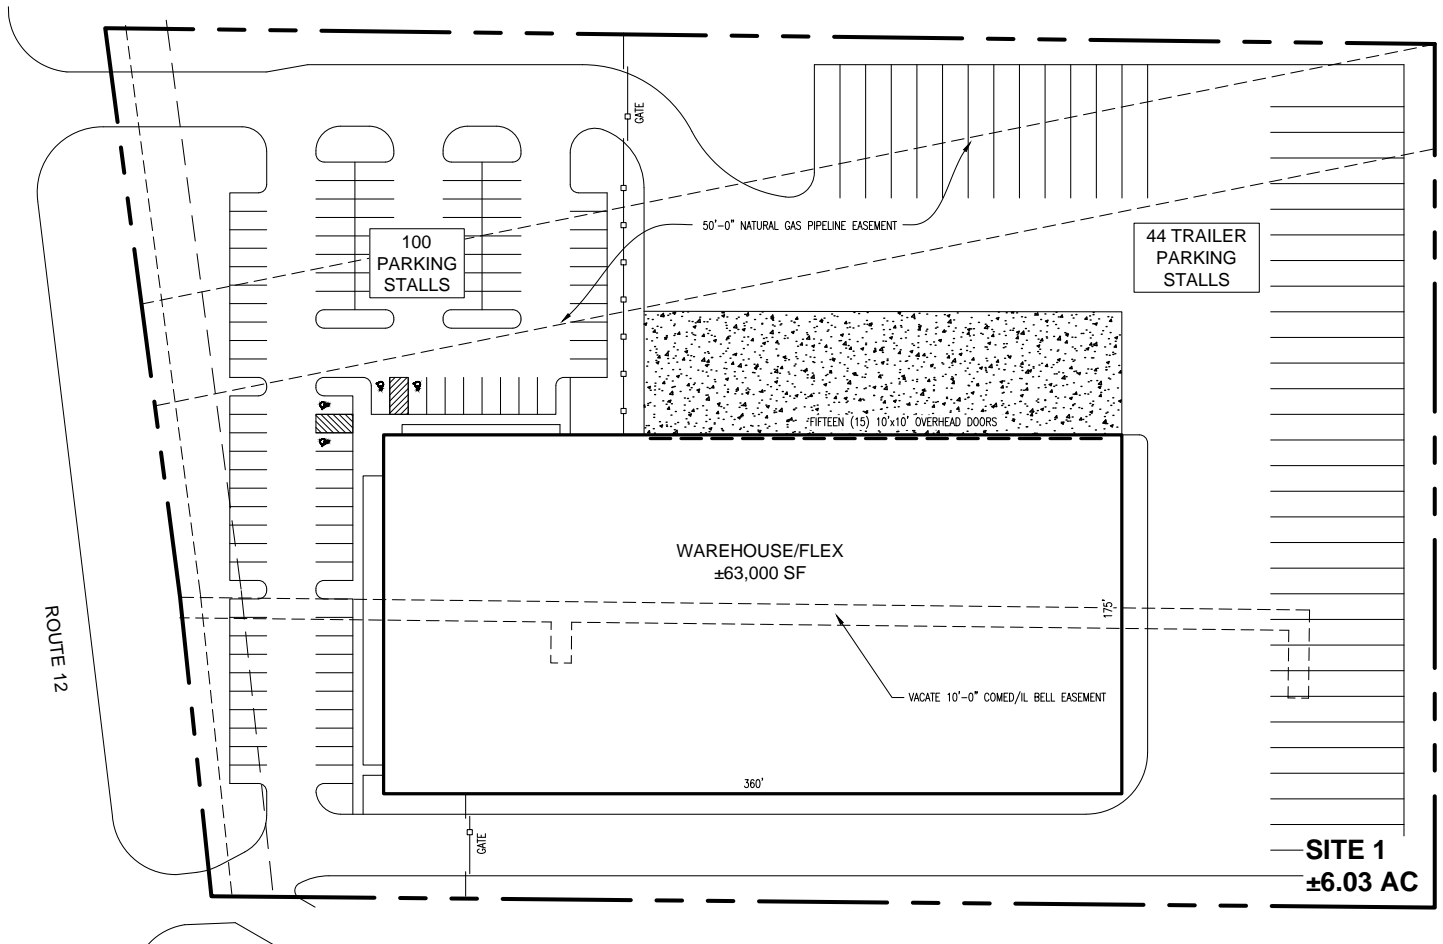 GATE
50'-0" NATURAL GAS PIPELINE EASEMENT
100
PARKING
STALLS
44 TRAILER
PARKING
STALLS
FIFTEEN (15) 10'x10' OVERHEAD DOORS
WAREHOUSE/FLEX
±63,000 SF
175'
ROUTE 12
VACATE 10'-0" COMED/IL BELL EASEMENT
360'
GATE
SITE 1
±6.03 AC